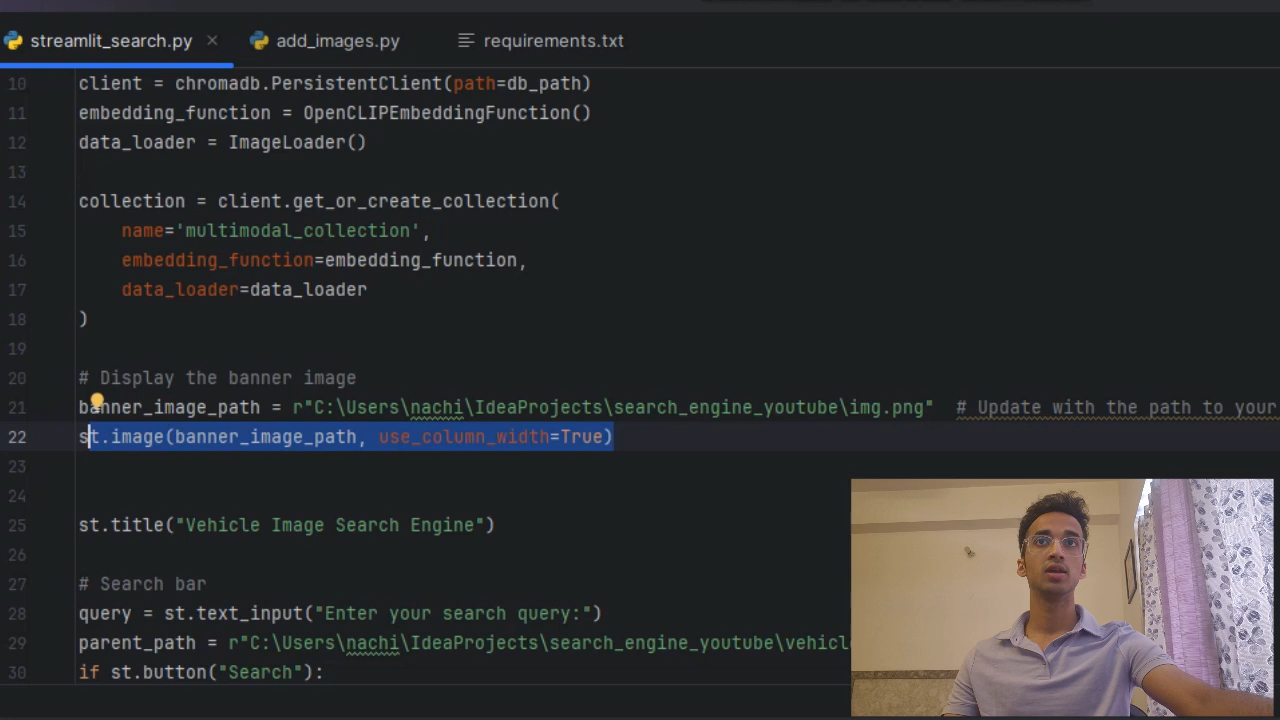 streamlit_search.py
add_images.py
requirements.txt
10 client = chromadb.PersistentClient(path=db_path)
11 embedding_function = OpenCLIPEmbeddingFunction()
12 data_loader = ImageLoader()
13
14 collection = client.get_or_create_collection(
15     name='multimodal_collection',
16     embedding_function=embedding_function,
17     data_loader=data_loader
18 )
19
20 # Display the banner image
21 banner_image_path = r"C:\Users\nachi\IdeaProjects\search_engine_youtube\img.png"  # Update with the path to your
22 st.image(banner_image_path, use_column_width=True)
23
24
25 st.title("Vehicle Image Search Engine")
26
27 # Search bar
28 query = st.text_input("Enter your search query:")
29 parent_path = r"C:\Users\nachi\IdeaProjects\search_engine_youtube\vehicl
30 if st.button("Search"):